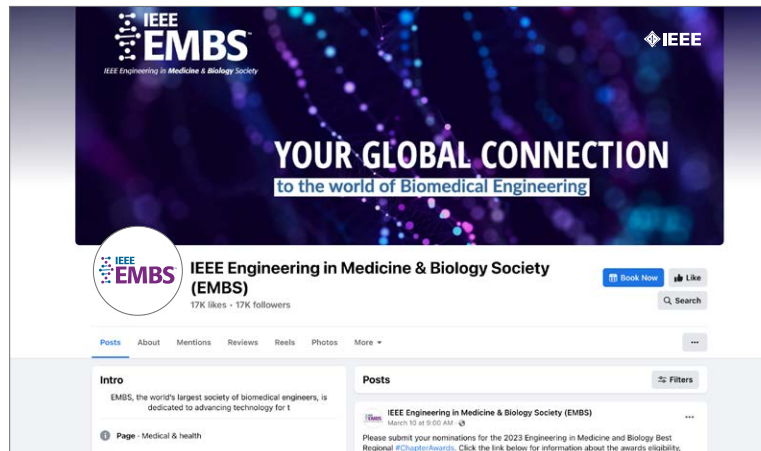 IEEE
EMBS
IEEE Engineering in Medicine & Biology Society
IEEE
YOUR GLOBAL CONNECTION
to the world of Biomedical Engineering
IEEE
EMBS
IEEE Engineering in Medicine & Biology Society
(EMBS)
17K likes · 17K followers
Book Now
Like
Search
Posts About Mentions Reviews Reels Photos More
Intro
EMBS, the world's largest society of biomedical engineers, is
dedicated to advancing technology for t
Page · Medical & health
Posts
Filters
EMBS
IEEE Engineering in Medicine & Biology Society (EMBS)
March 10 at 9:00 AM ·
Please submit your nominations for the 2023 Engineering in Medicine and Biology Best
Regional #ChapterAwards. Click the link below for information about the awards eligibility,